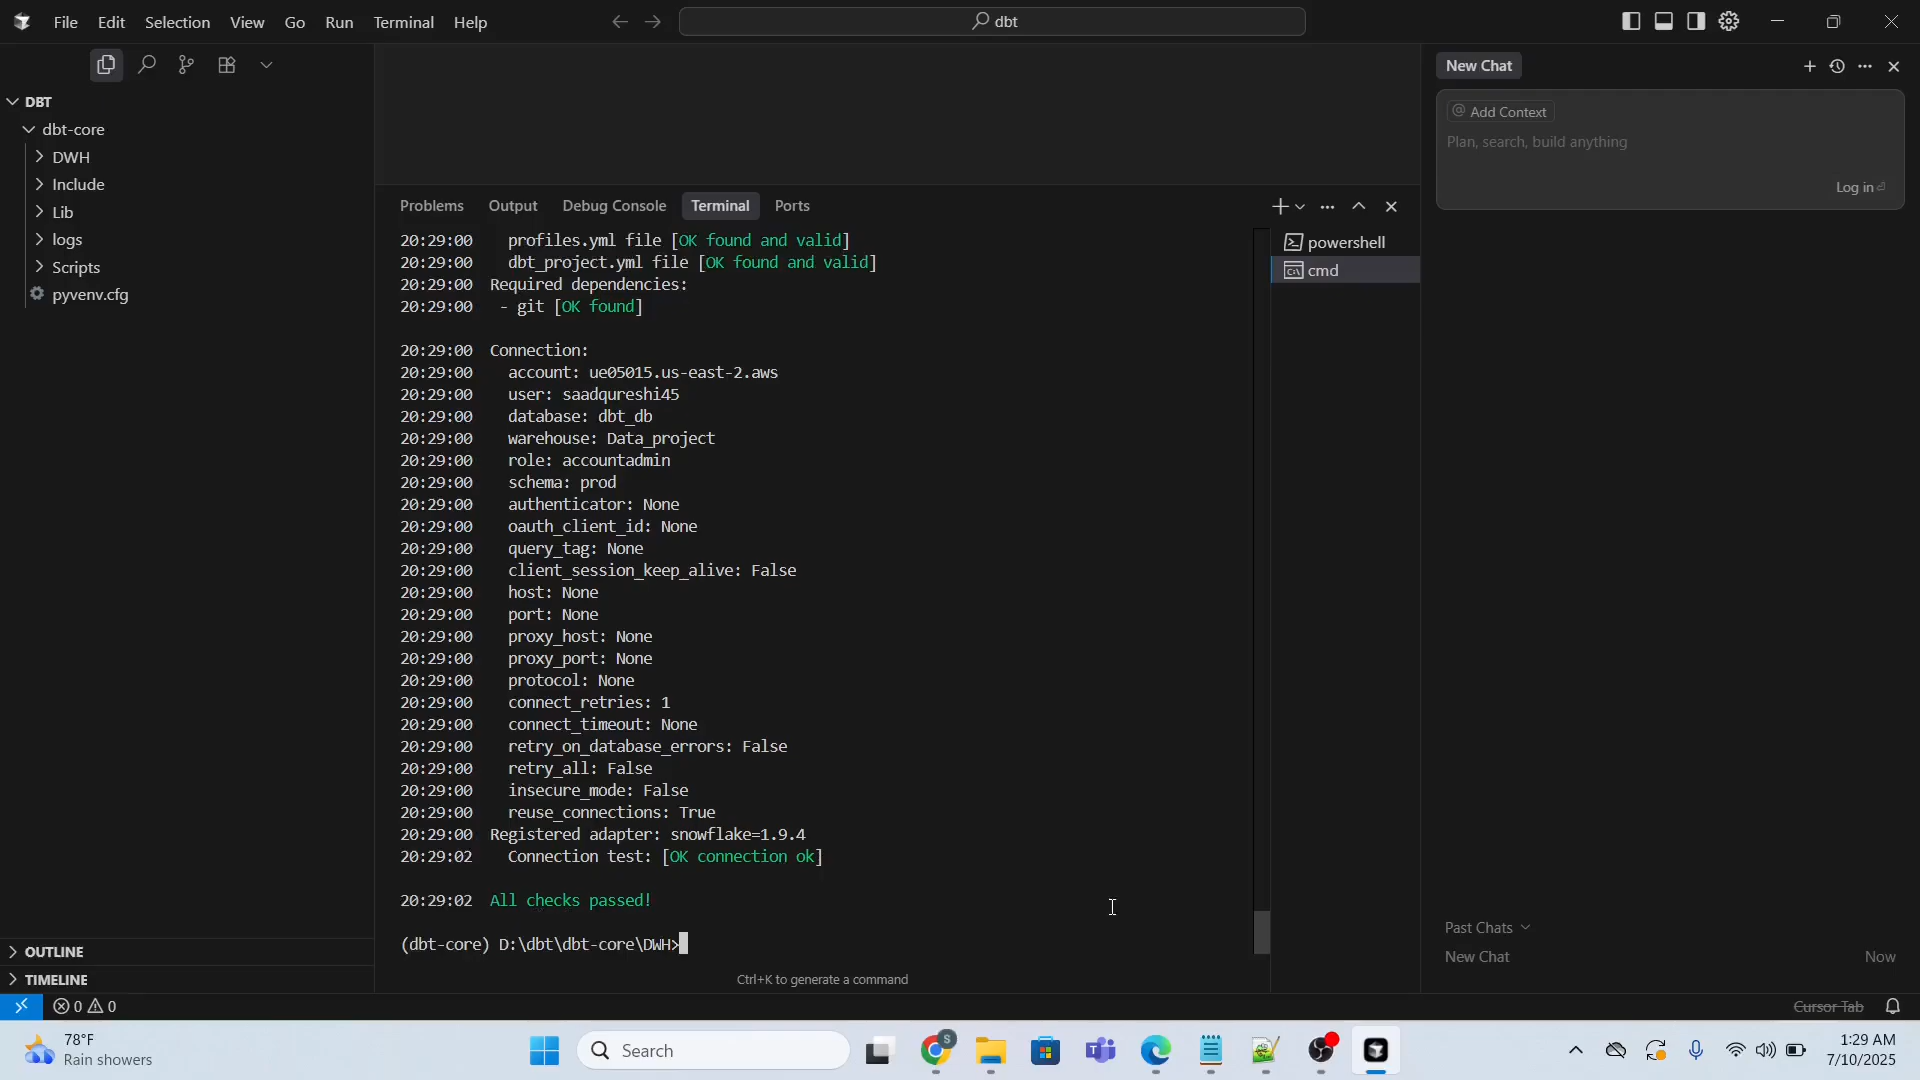 File Edit Selection View Go Run Terminal Help
dbt
DBT
dbt-core
DWH
Include
Lib
logs
Scripts
pyvenv.cfg
OUTLINE
TIMELINE
Problems Output Debug Console Terminal Ports
20:29:00 profiles.yml file [OK found and valid]
20:29:00 dbt_project.yml file [OK found and valid]
20:29:00 Required dependencies:
20:29:00 - git [OK found]
20:29:00 Connection:
20:29:00 account: ue05015.us-east-2.aws
20:29:00 user: saadqureshi45
20:29:00 database: dbt_db
20:29:00 warehouse: Data_project
20:29:00 role: accountadmin
20:29:00 schema: prod
20:29:00 authenticator: None
20:29:00 oauth_client_id: None
20:29:00 query_tag: None
20:29:00 client_session_keep_alive: False
20:29:00 host: None
20:29:00 port: None
20:29:00 proxy_host: None
20:29:00 proxy_port: None
20:29:00 protocol: None
20:29:00 connect_retries: 1
20:29:00 connect_timeout: None
20:29:00 retry_on_database_errors: False
20:29:00 retry_all: False
20:29:00 insecure_mode: False
20:29:00 reuse_connections: True
20:29:00 Registered adapter: snowflake=1.9.4
20:29:02 Connection test: [OK connection ok]
20:29:02 All checks passed!
(dbt-core) D:\dbt\dbt-core\DWH>
Ctrl+K to generate a command
powershell
cmd
New Chat
@ Add Context
Plan, search, build anything
Log in
Past Chats
New Chat Now
0 0
Cursor Tab
78°F
Rain showers
Search
1:29 AM
7/10/2025